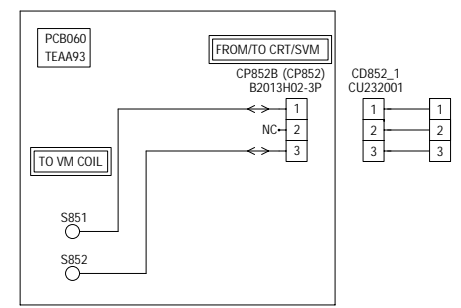 PCB060
TEAA93
FROM/TO CRT/SVM
CP852B (CP852)
B2013H02-3P
CD852_1
CU232001
1
1
1
NC
2
2
2
3
3
3
TO VM COIL
S851
S852